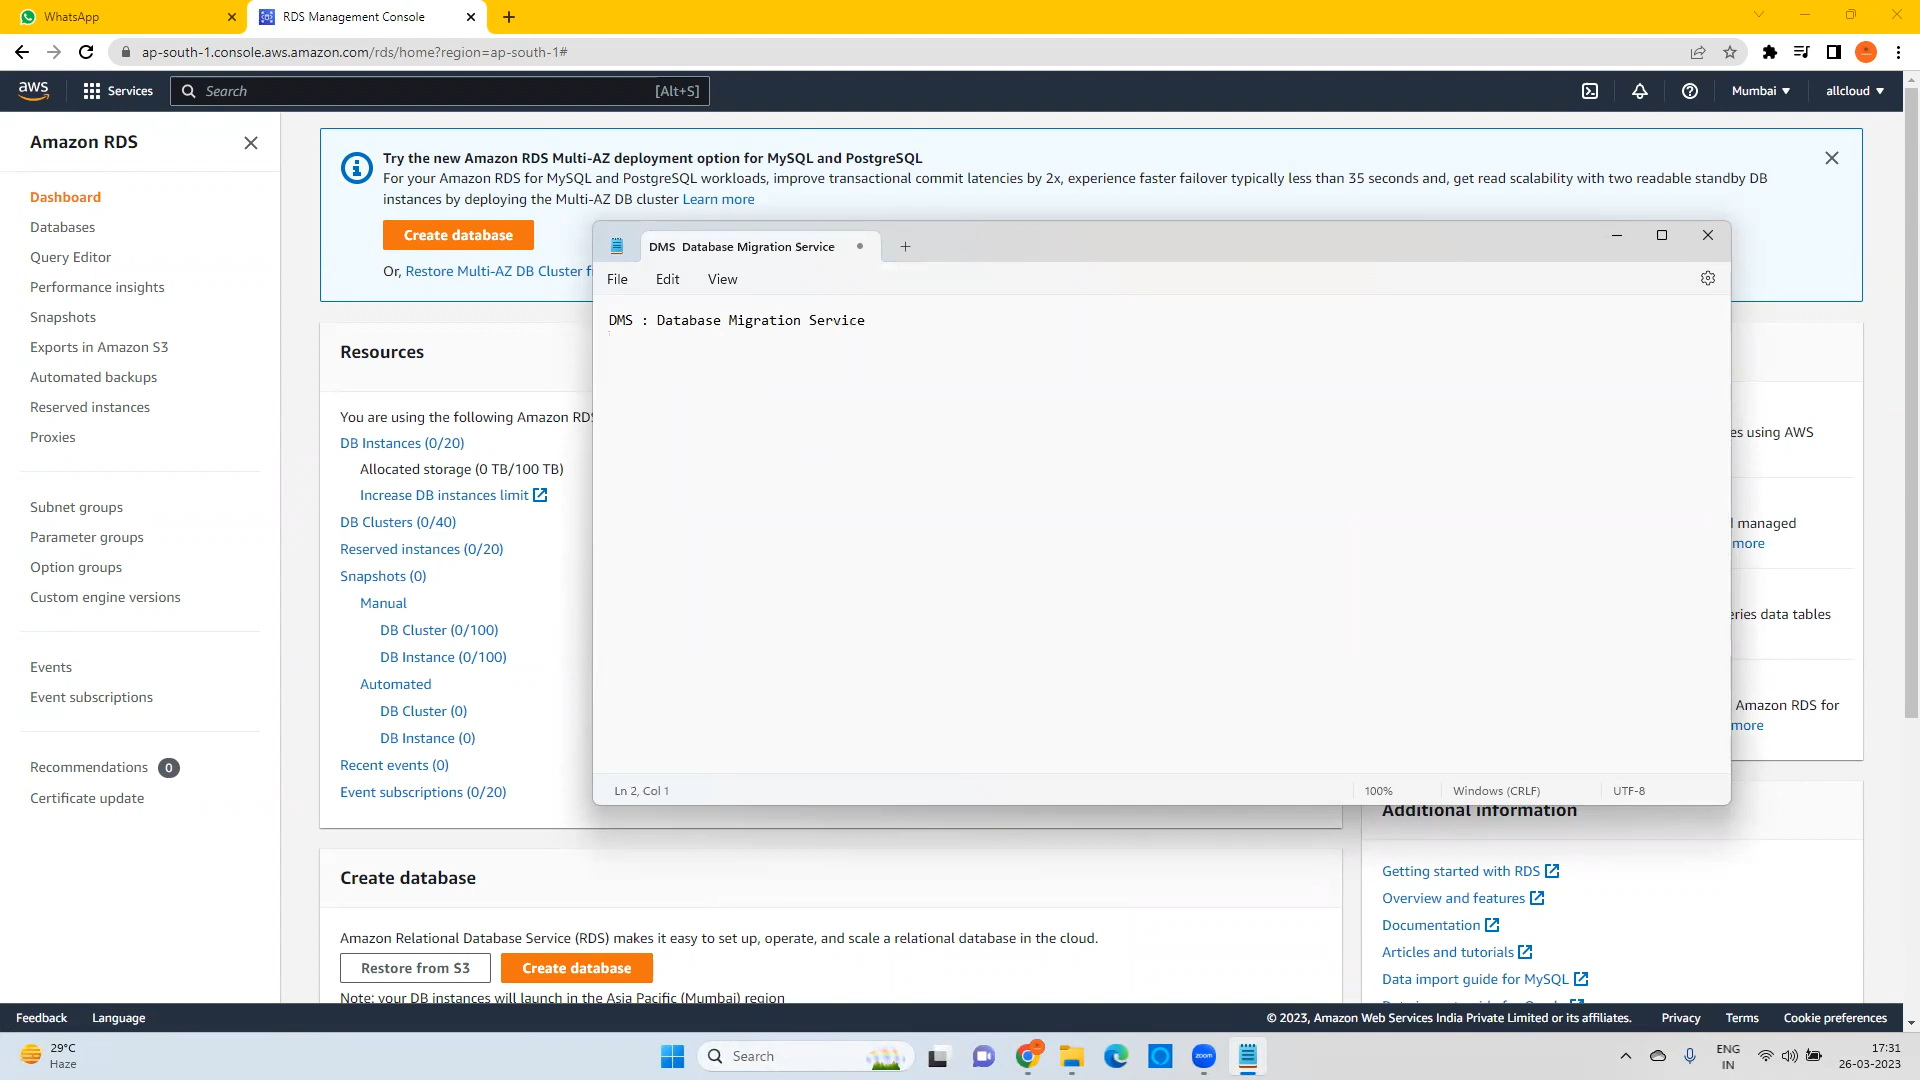 WhatsApp
RDS Management Console
ap-south-1.console.aws.amazon.com/rds/home?region=ap-south-1#
aws
Services
Search
[Alt+S]
Mumbai
allcloud
Amazon RDS
Dashboard
Databases
Query Editor
Performance insights
Snapshots
Exports in Amazon S3
Automated backups
Reserved instances
Proxies
Subnet groups
Parameter groups
Option groups
Custom engine versions
Events
Event subscriptions
Recommendations 0
Certificate update
Try the new Amazon RDS Multi-AZ deployment option for MySQL and PostgreSQL
For your Amazon RDS for MySQL and PostgreSQL workloads, improve transactional commit latencies by 2x, experience faster failover typically less than 35 seconds and, get read scalability with two readable standby DB
instances by deploying the Multi-AZ DB cluster Learn more
Create database
Or, Restore Multi-AZ DB Cluster f
DMS Database Migration Service
File
Edit
View
DMS : Database Migration Service
Ln 2, Col 1
100%
Windows (CRLF)
UTF-8
Resources
You are using the following Amazon RDS
DB Instances (0/20)
Allocated storage (0 TB/100 TB)
Increase DB instances limit
DB Clusters (0/40)
Reserved instances (0/20)
Snapshots (0)
Manual
DB Cluster (0/100)
DB Instance (0/100)
Automated
DB Cluster (0)
DB Instance (0)
Recent events (0)
Event subscriptions (0/20)
es using AWS
managed
more
eries data tables
Amazon RDS for
more
Create database
Amazon Relational Database Service (RDS) makes it easy to set up, operate, and scale a relational database in the cloud.
Restore from S3
Create database
Note: your DB instances will launch in the Asia Pacific (Mumbai) region
Additional information
Getting started with RDS
Overview and features
Documentation
Articles and tutorials
Data import guide for MySQL
Feedback
Language
© 2023, Amazon Web Services India Private Limited or its affiliates.
Privacy
Terms
Cookie preferences
29°C
Haze
Search
zoom
ENG
IN
17:31
26-03-2023